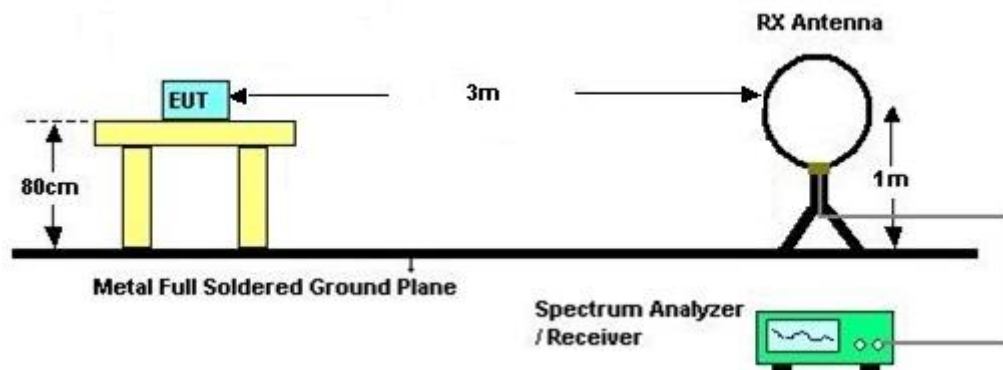 RX Antenna
EUT
3m
80cm
1m
Metal Full Soldered Ground Plane
Spectrum Analyzer
/ Receiver